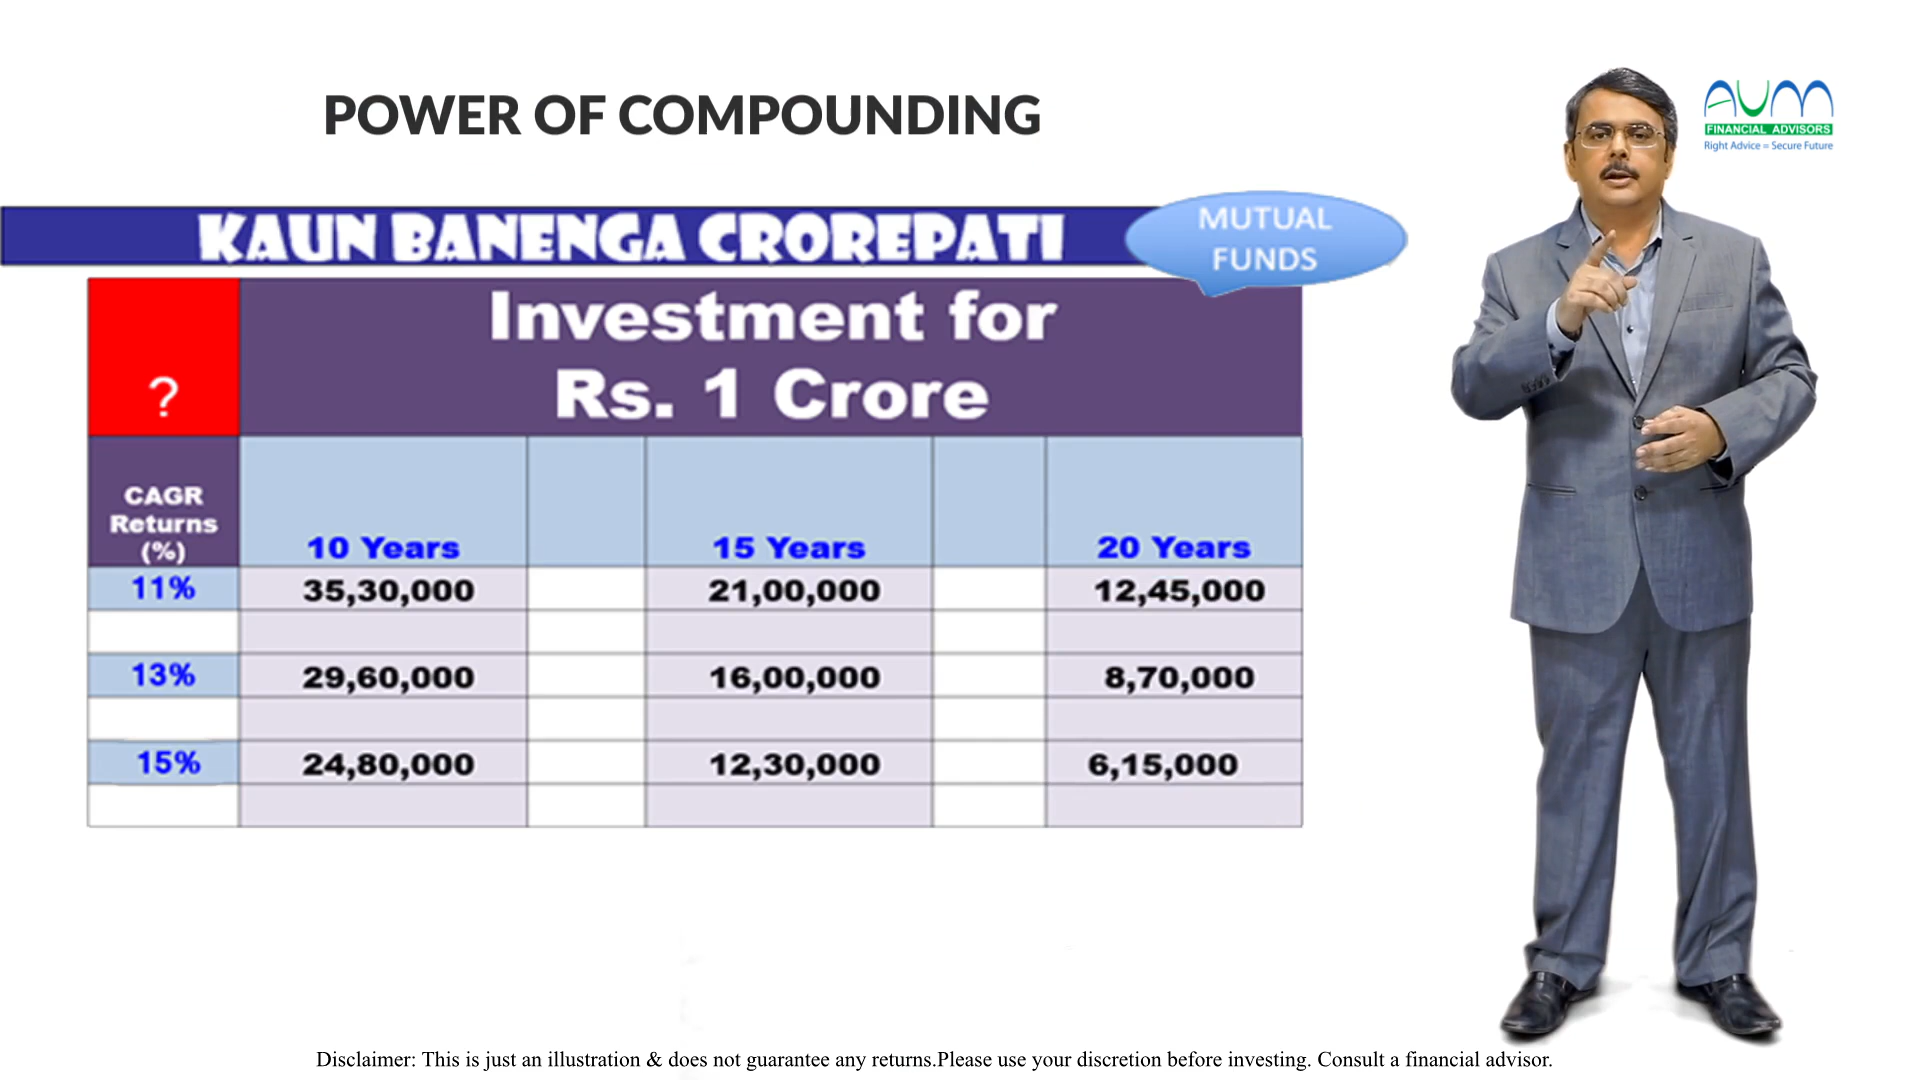 POWER OF COMPOUNDING
AUM
FINANCIAL ADVISORS
Right Advice = Secure Future
KAUN BANENGA CROREPATI
MUTUAL
FUNDS
?
Investment for
Rs. 1 Crore
CAGR
Returns
(%)
10 Years
15 Years
20 Years
11%
35,30,000
21,00,000
12,45,000
13%
29,60,000
16,00,000
8,70,000
15%
24,80,000
12,30,000
6,15,000
Disclaimer: This is just an illustration & does not guarantee any returns.Please use your discretion before investing. Consult a financial advisor.